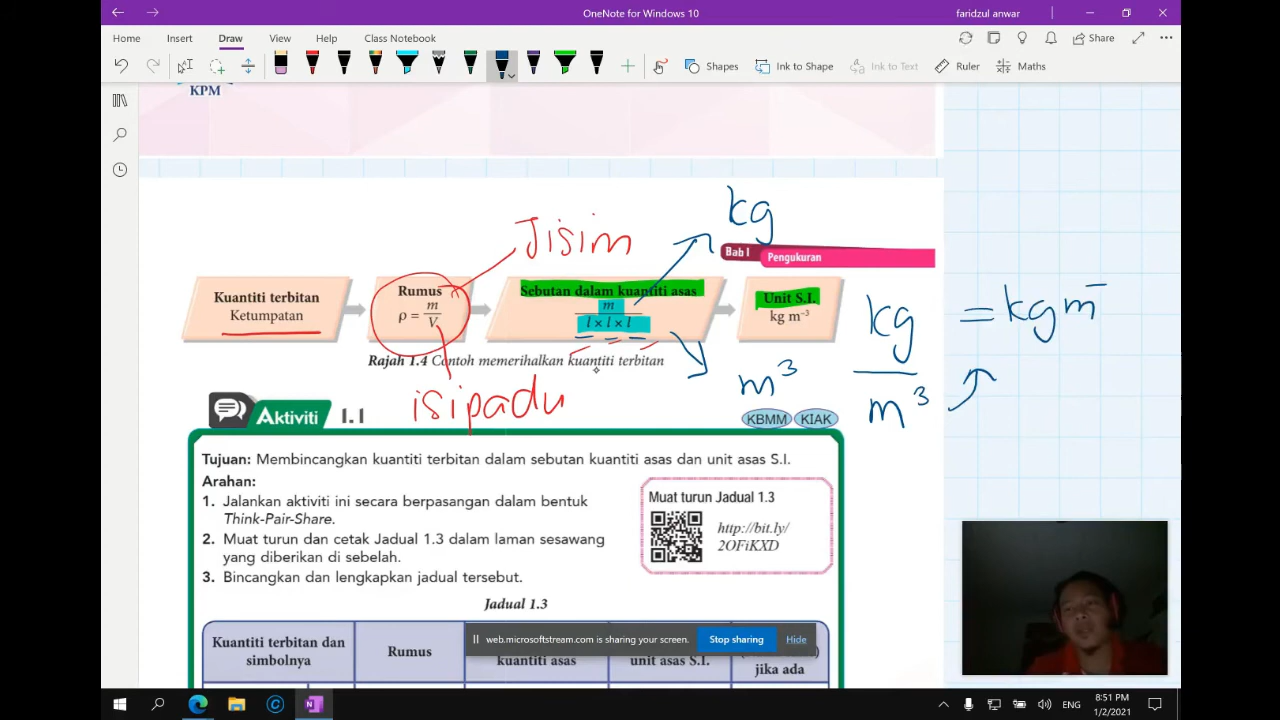 OneNote for Windows 10
faridzul anwar
Home Insert Draw View Help Class Notebook
Share
Shapes Ink to Shape Ink to Text Ruler Maths
KPM
kg
Jisim
Bab 1 Pengukuran
Kuantiti terbitan
Ketumpatan
Rumus
ρ = m/V
Sebutan dalam kuantiti asas
m
l × l × l
Unit S.I.
kg m⁻³
kg
m³
= kgm⁻
Rajah 1.4 Contoh memerihalkan kuantiti terbitan
m³
isipadu
Aktiviti 1.1
KBMM KIAK
Tujuan: Membincangkan kuantiti terbitan dalam sebutan kuantiti asas dan unit asas S.I.
Arahan:
1. Jalankan aktiviti ini secara berpasangan dalam bentuk
Think-Pair-Share.
2. Muat turun dan cetak Jadual 1.3 dalam laman sesawang
yang diberikan di sebelah.
3. Bincangkan dan lengkapkan jadual tersebut.
Muat turun Jadual 1.3
http://bit.ly/
2OFiKXD
Jadual 1.3
Kuantiti terbitan dan
simbolnya
Rumus
kuantiti asas
unit asas S.I.
jika ada
web.microsoftstream.com is sharing your screen.
Stop sharing
Hide
ENG
8:51 PM
1/2/2021